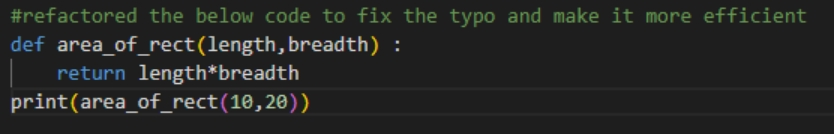 #refactored the below code to fix the typo and make it more efficient
def area_of_rect(length,breadth) :
    return length*breadth
print(area_of_rect(10,20))